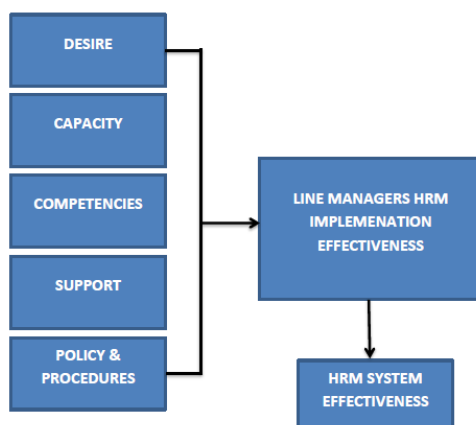 DESIRE
CAPACITY
COMPETENCIES
SUPPORT
POLICY &
PROCEDURES
LINE MANAGERS HRM
IMPLEMENATION
EFFECTIVENESS
HRM SYSTEM
EFFECTIVENESS